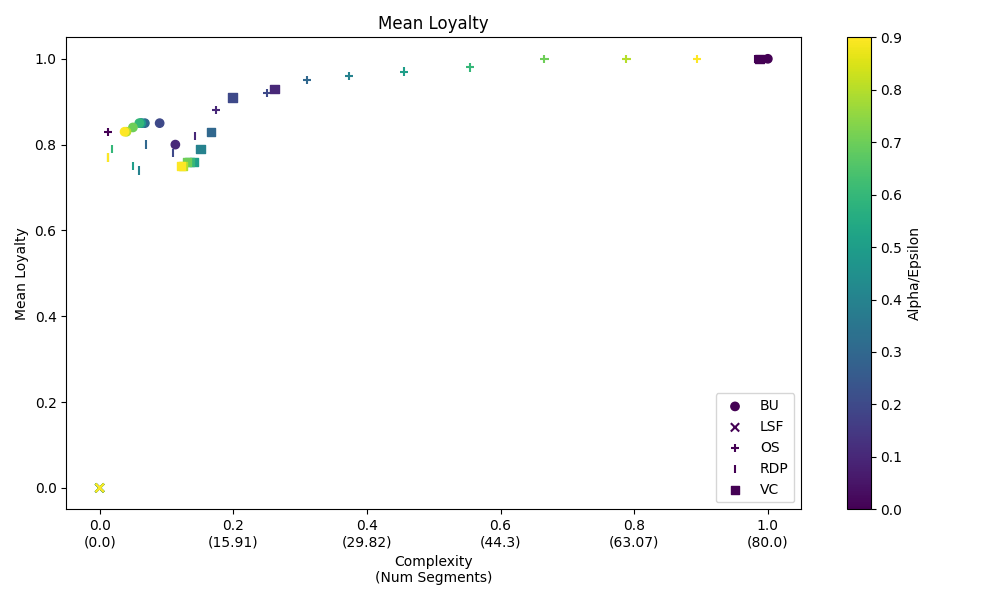 Mean Loyalty
Mean Loyalty
1.0
0.8
0.6
0.4
0.2
0.0
0.0 0.2 0.4 0.6 0.8 1.0
(0.0) (15.91) (29.82) (44.3) (63.07) (80.0)
Complexity
(Num Segments)
BU
LSF
OS
RDP
VC
0.9
0.8
0.7
0.6
0.5
0.4
0.3
0.2
0.1
0.0
Alpha/Epsilon